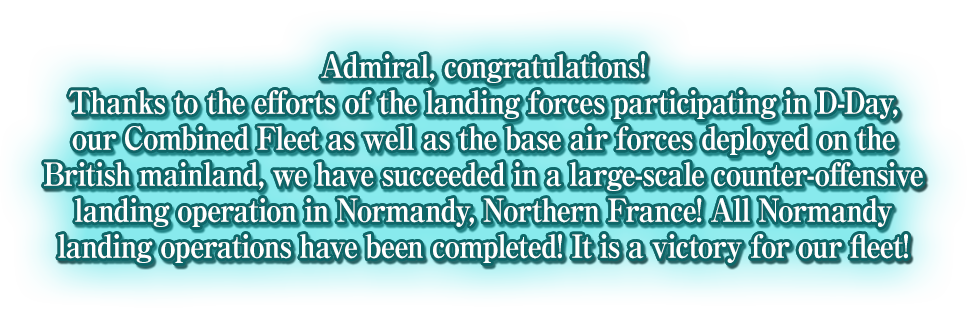 Admiral, congratulations!
Thanks to the efforts of the landing forces participating in D-Day,
our Combined Fleet as well as the base air forces deployed on the
British mainland, we have succeeded in a large-scale counter-offensive
landing operation in Normandy, Northern France! All Normandy
landing operations have been completed! It is a victory for our fleet!